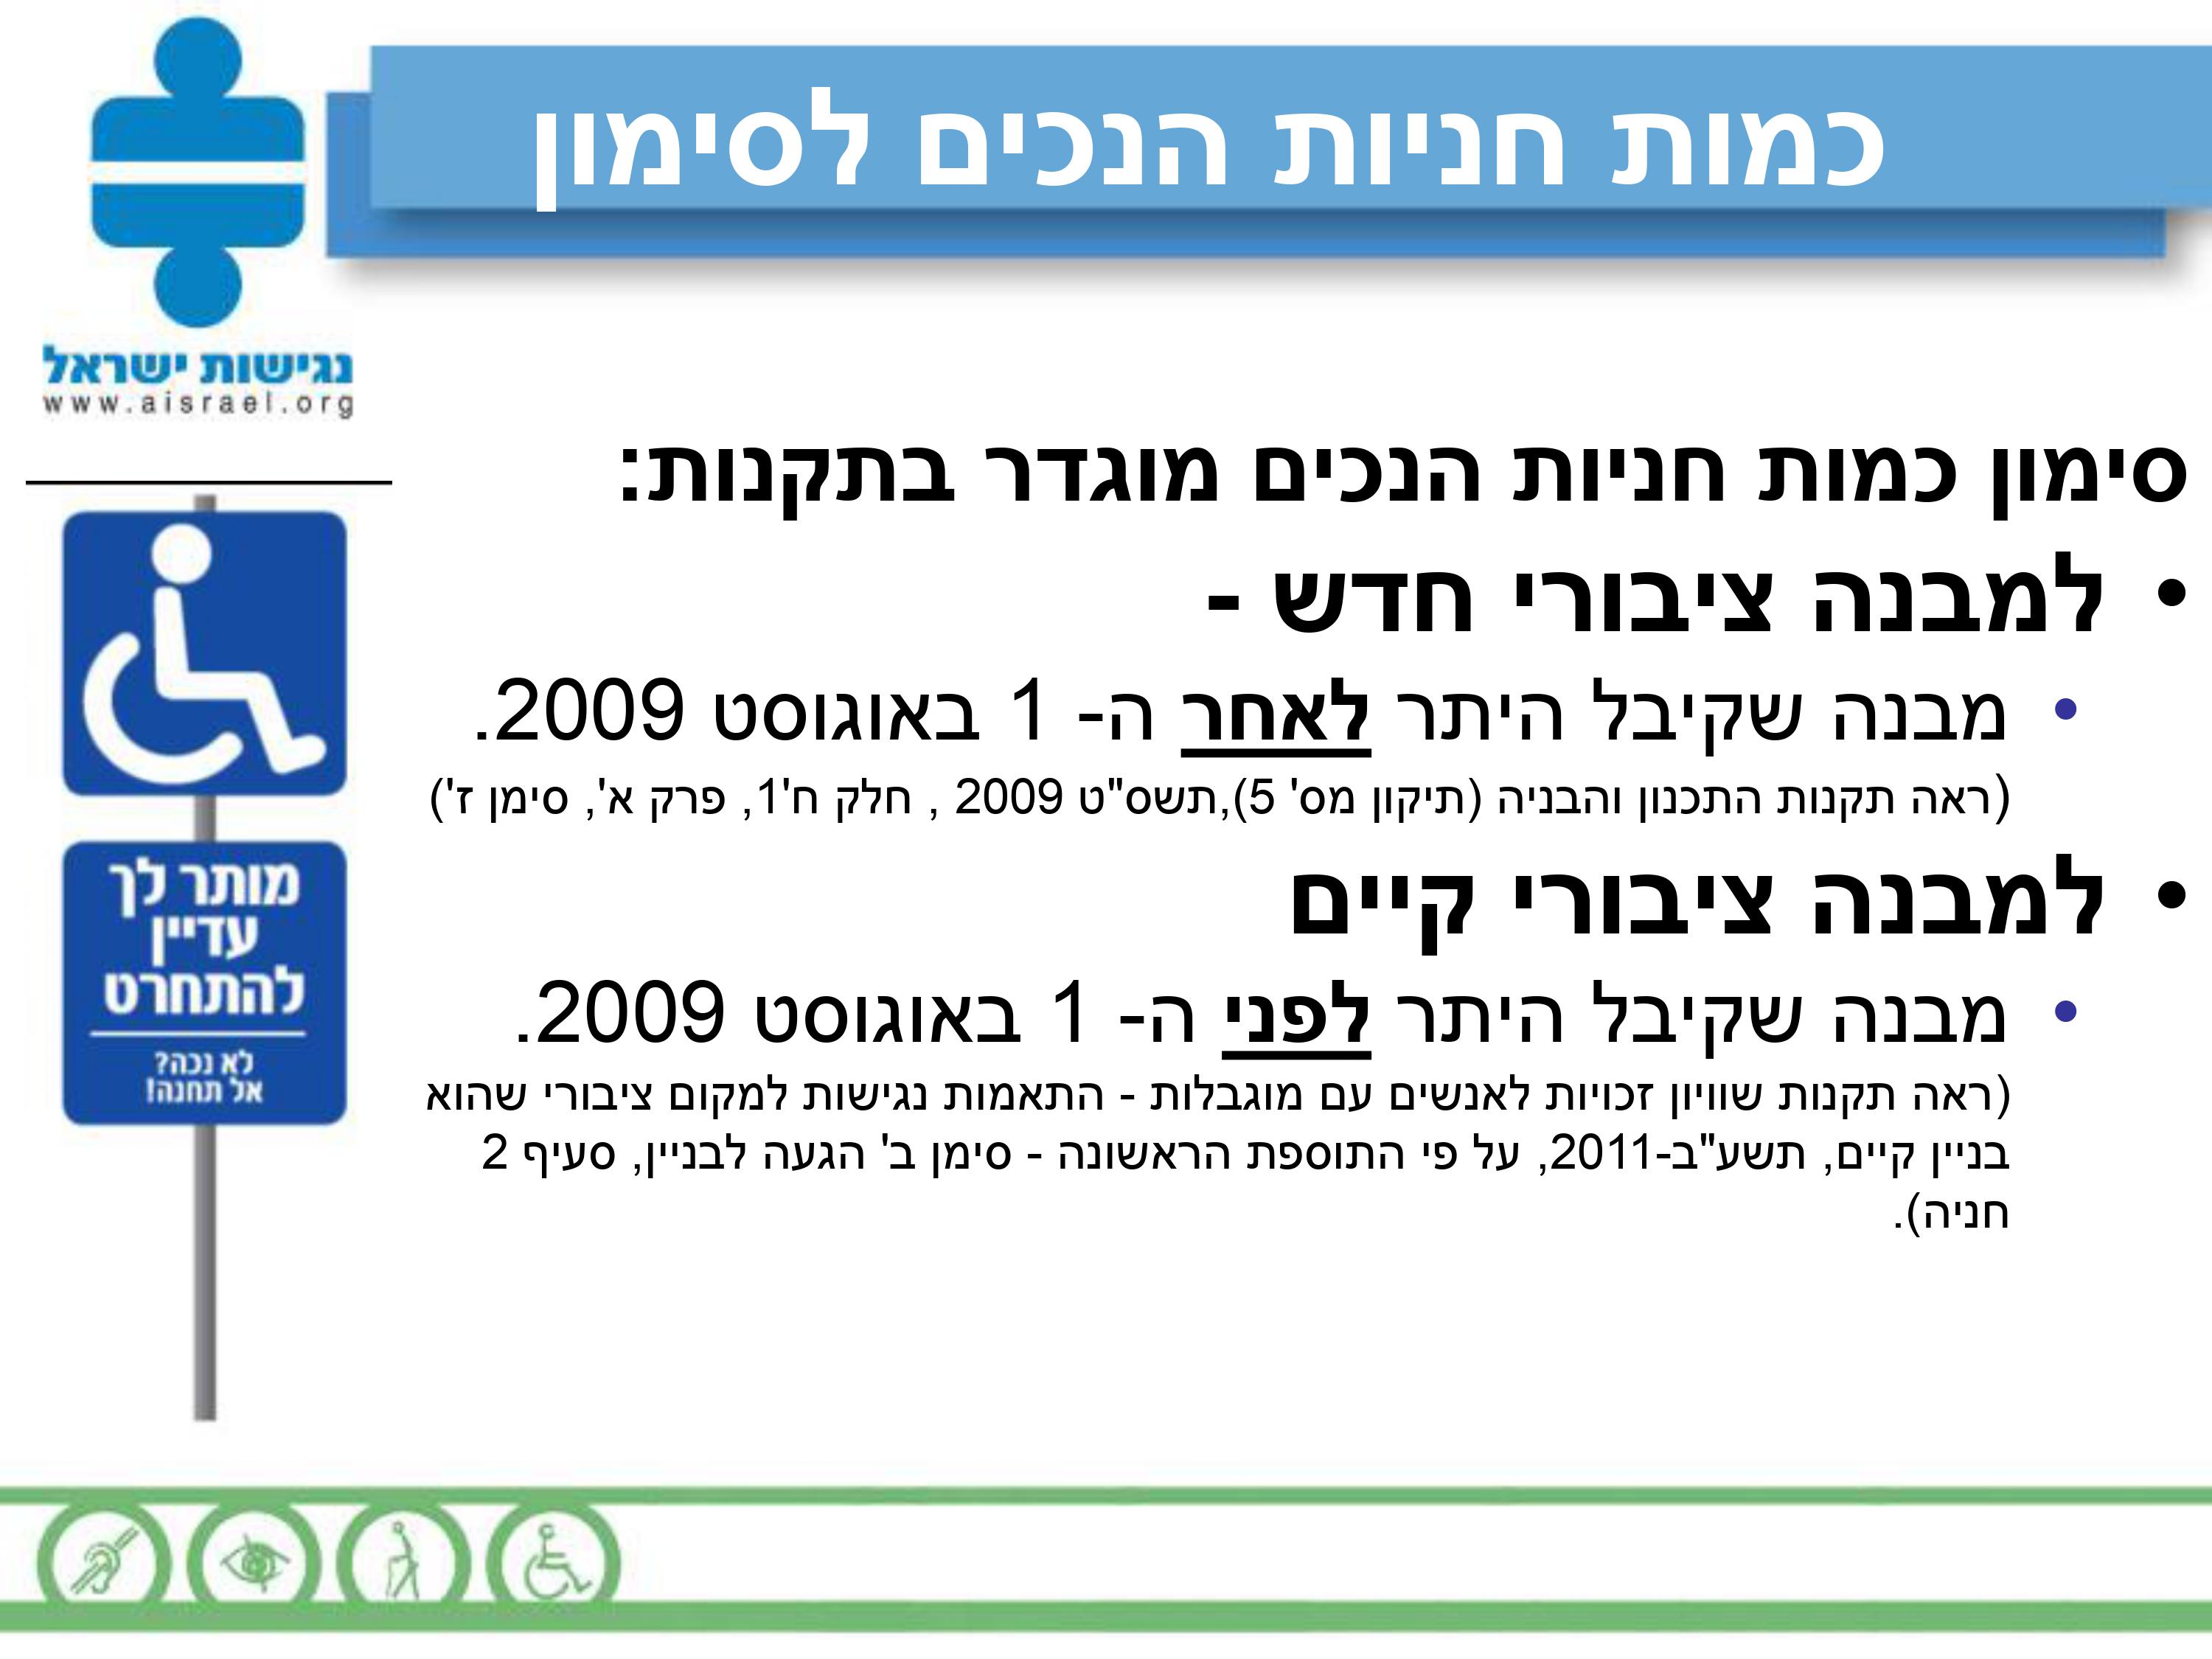 כמות חניות הנכים לסימון
נגישות ישראל
www.aisrael.org
סימון כמות חניות הנכים מוגדר בתקנות:
• למבנה ציבורי חדש -
• מבנה שקיבל היתר לאחר ה- 1 באוגוסט 2009.
(ראה תקנות התכנון והבניה (תיקון מס' 5),תשס"ט 2009 , חלק ח'1, פרק א', סימן ז')
• למבנה ציבורי קיים
• מבנה שקיבל היתר לפני ה- 1 באוגוסט 2009.
(ראה תקנות שוויון זכויות לאנשים עם מוגבלות - התאמות נגישות למקום ציבורי שהוא
בניין קיים, תשע"ב-2011, על פי התוספת הראשונה - סימן ב' הגעה לבניין, סעיף 2
חניה).
מותר לך
עדיין
להתחרט
לא נכה?
אל תחנה!